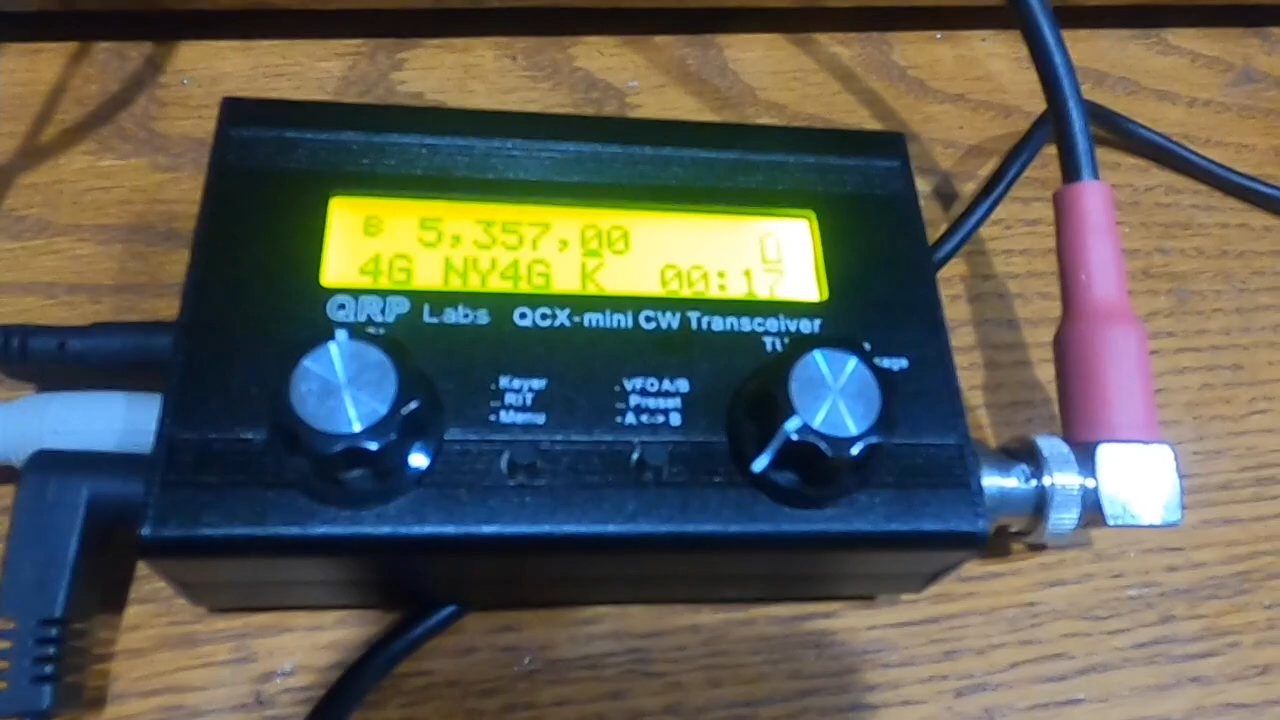 B 5,357,00
4G NY4G K 00:17
QRP Labs QCX-mini CW Transceiver
Keyer
RIT
Menu
VFO A/B
Preset
A<->B